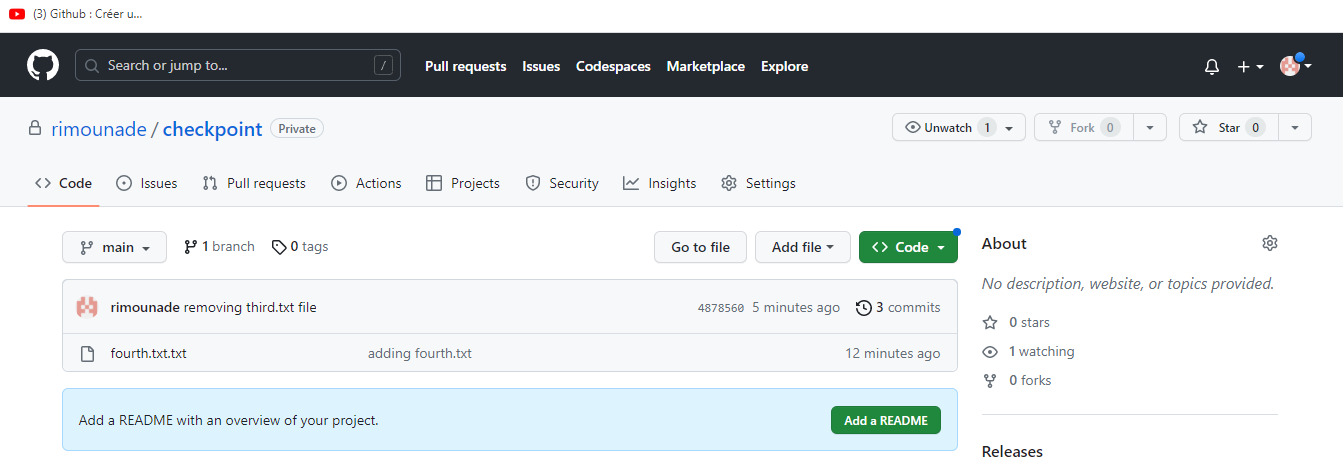 (3) Github : Créer u...
Search or jump to... / Pull requests Issues Codespaces Marketplace Explore
rimounade / checkpoint Private Unwatch 1 Fork 0 Star 0
Code Issues Pull requests Actions Projects Security Insights Settings
main 1 branch 0 tags Go to file Add file Code
rimounade removing third.txt file 4878560 5 minutes ago 3 commits
fourth.txt.txt adding fourth.txt 12 minutes ago
Add a README with an overview of your project. Add a README
About
No description, website, or topics provided.
0 stars
1 watching
0 forks
Releases